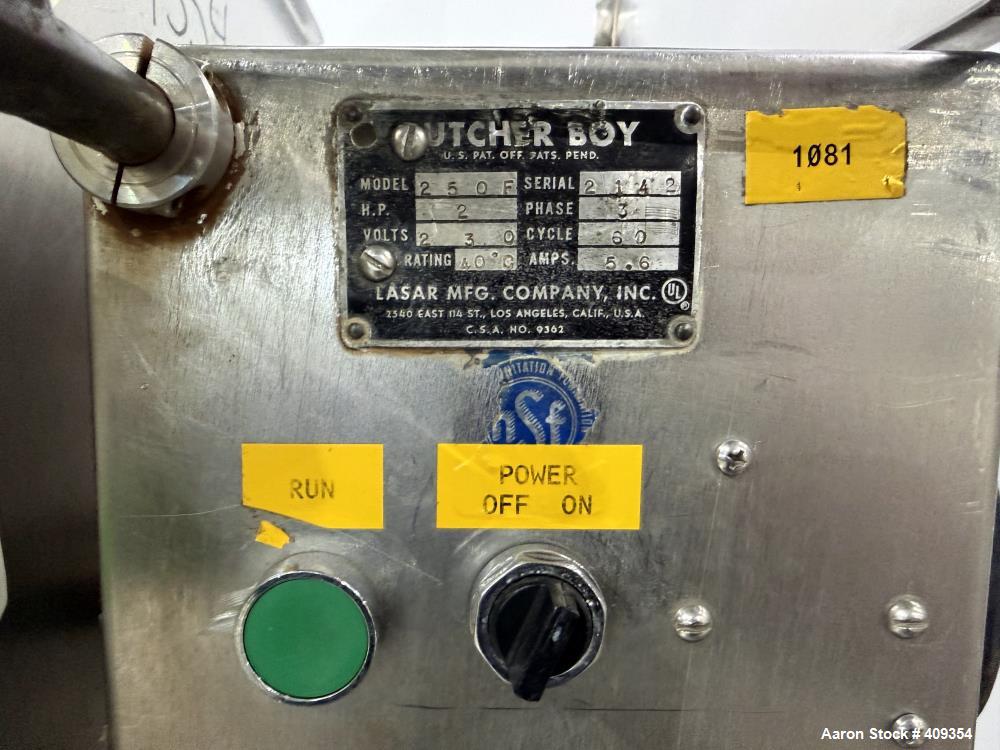 BUTCHER BOY
U.S. PAT. OFF. PATS. PEND.
MODEL 250F SERIAL 2142
H.P. 2 PHASE 3
VOLTS 230 CYCLE 60
RATING 40°C AMPS. 5.6
LASAR MFG. COMPANY, INC. UL ®
2540 EAST 114 ST., LOS ANGELES, CALIF., U.S.A.
C.S.A. NO. 9362
1081
RUN
POWER
OFF ON
Aaron Stock # 409354